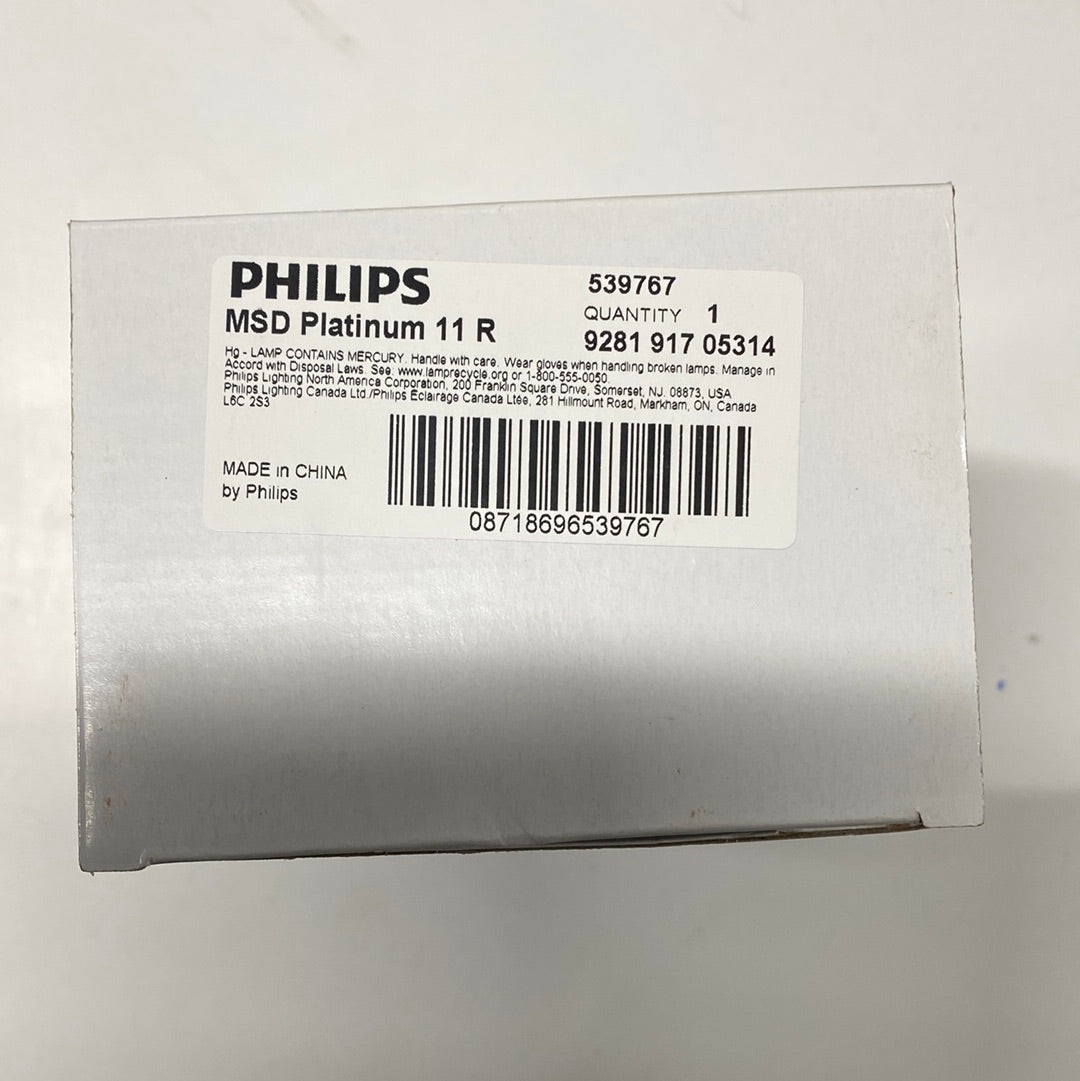 PHILIPS
MSD Platinum 11 R
539767
QUANTITY 1
9281 917 05314
Hg - LAMP CONTAINS MERCURY. Handle with care. Wear gloves when handling broken lamps. Manage in
Accord with Disposal Laws. See: www.lamprecycle.org or 1-800-555-0050.
Philips Lighting North America Corporation, 200 Franklin Square Drive, Somerset, NJ. 08873, USA
Philips Lighting Canada Ltd./Philips Eclairage Canada Ltée, 281 Hillmount Road, Markham, ON, Canada
L6C 2S3
MADE in CHINA
by Philips
08718696539767